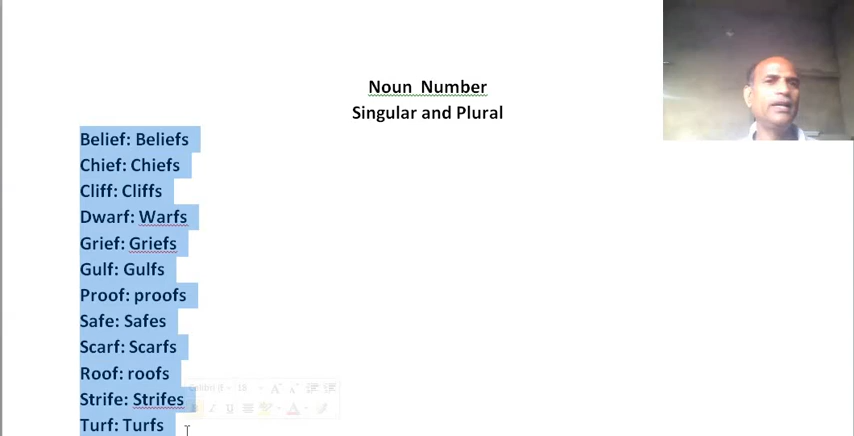 Noun Number
Singular and Plural
Belief: Beliefs
Chief: Chiefs
Cliff: Cliffs
Dwarf: Warfs
Grief: Griefs
Gulf: Gulfs
Proof: proofs
Safe: Safes
Scarf: Scarfs
Roof: roofs
Strife: Strifes
Turf: Turfs